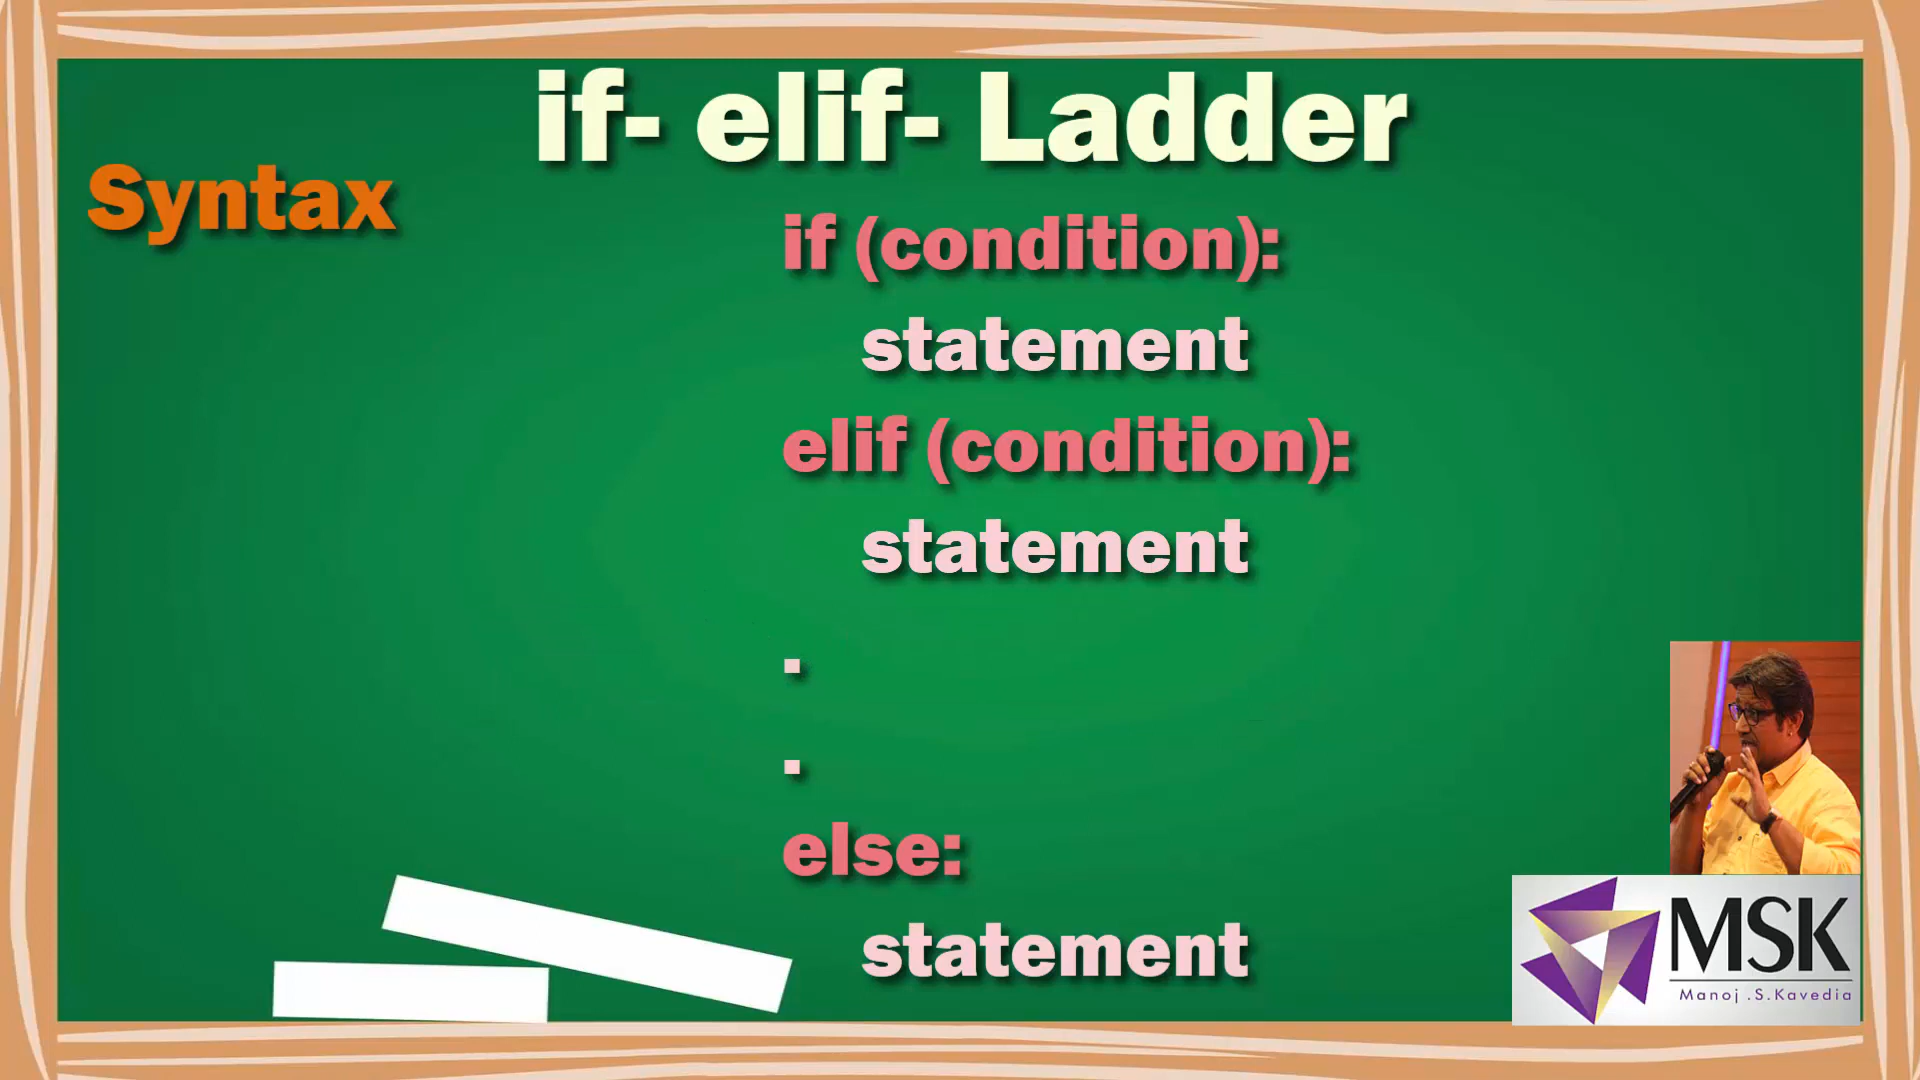 if- elif- Ladder
Syntax
if (condition):
statement
elif (condition):
statement
.
.
else:
statement
MSK
Manoj .S.Kavedia